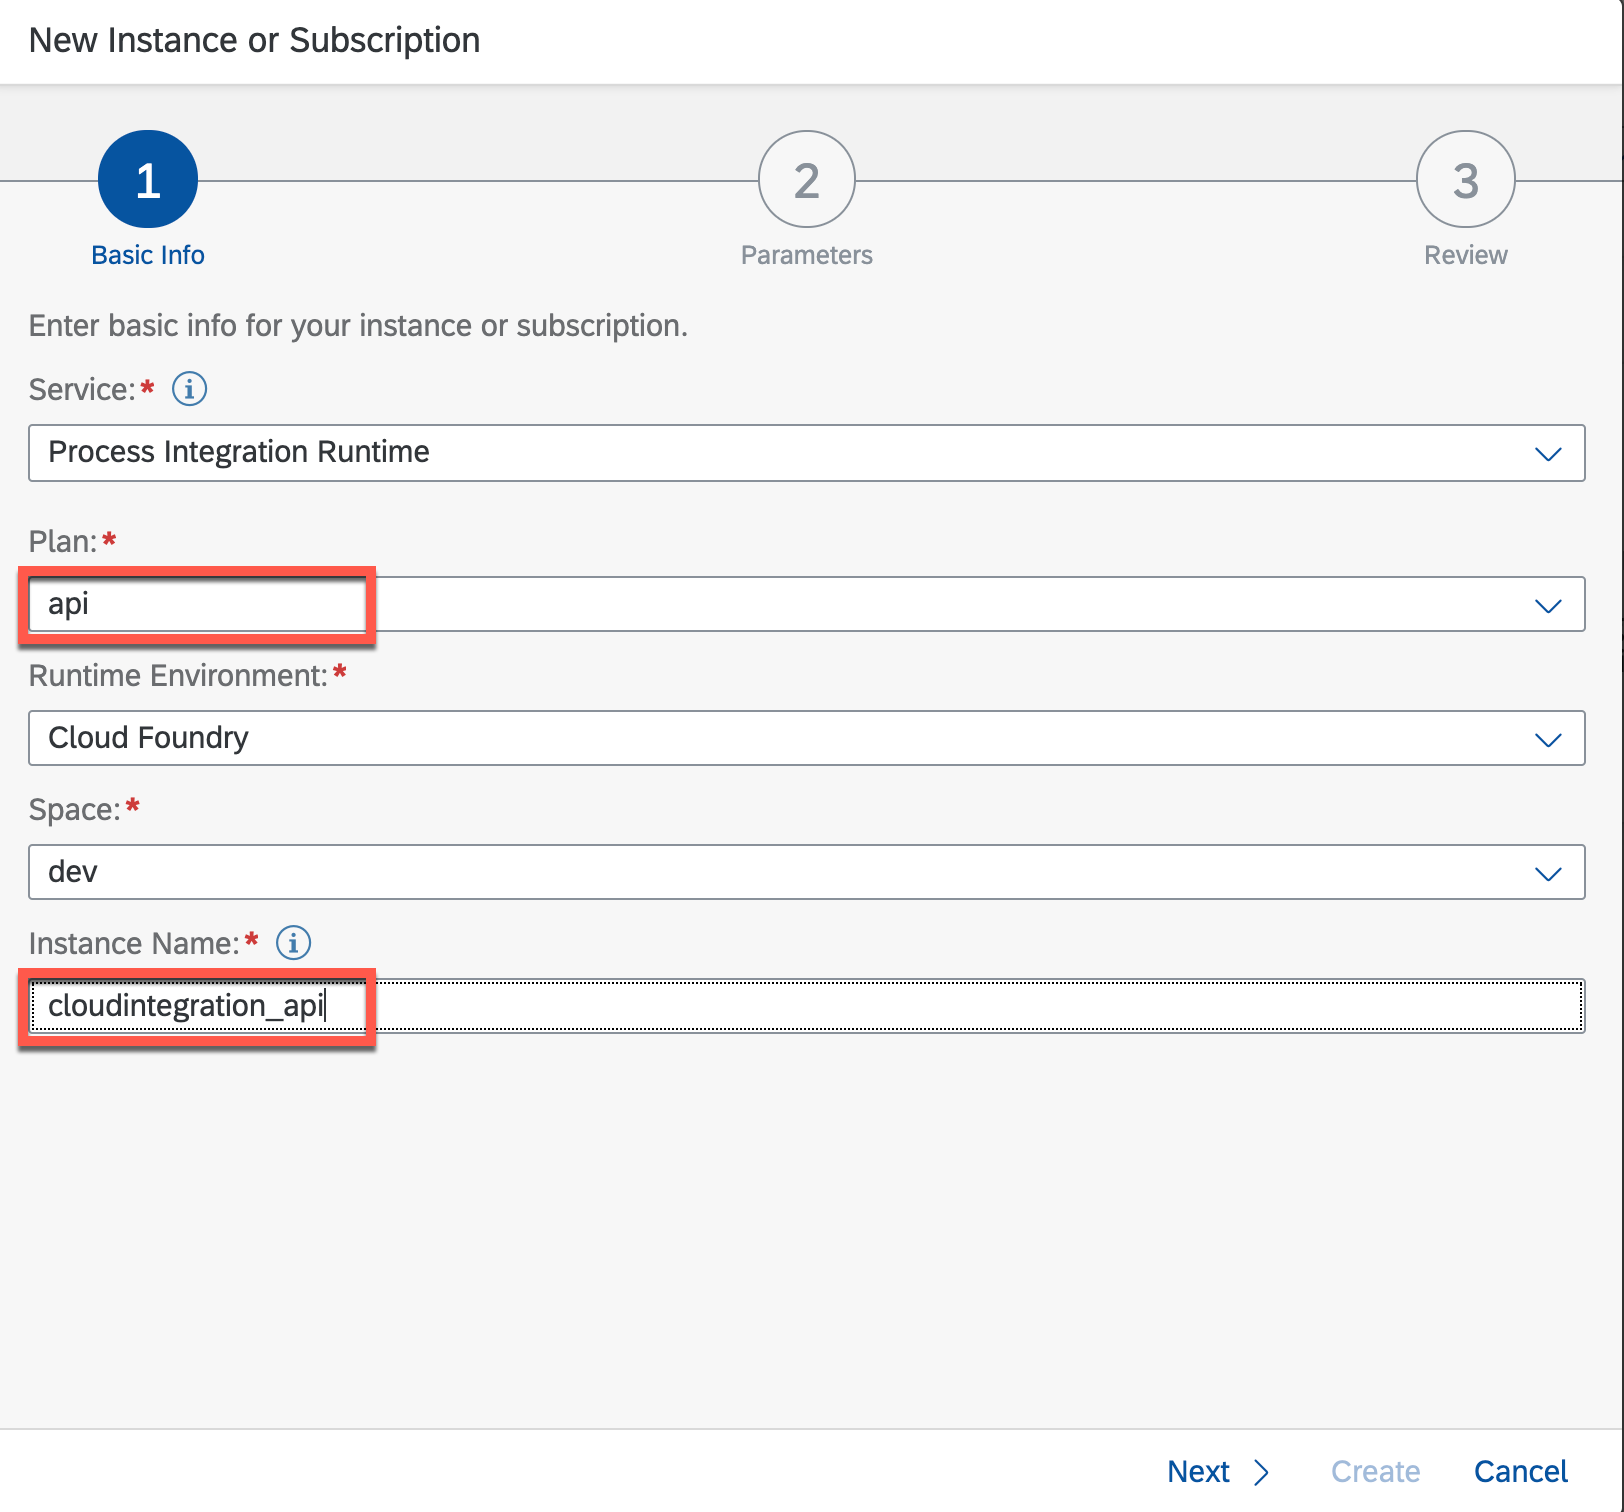 New Instance or Subscription
1
2
3
Basic Info
Parameters
Review
Enter basic info for your instance or subscription.
Service:*
Process Integration Runtime
Plan:*
api
Runtime Environment:*
Cloud Foundry
Space:*
dev
Instance Name:*
cloudintegration_api
Next Create Cancel